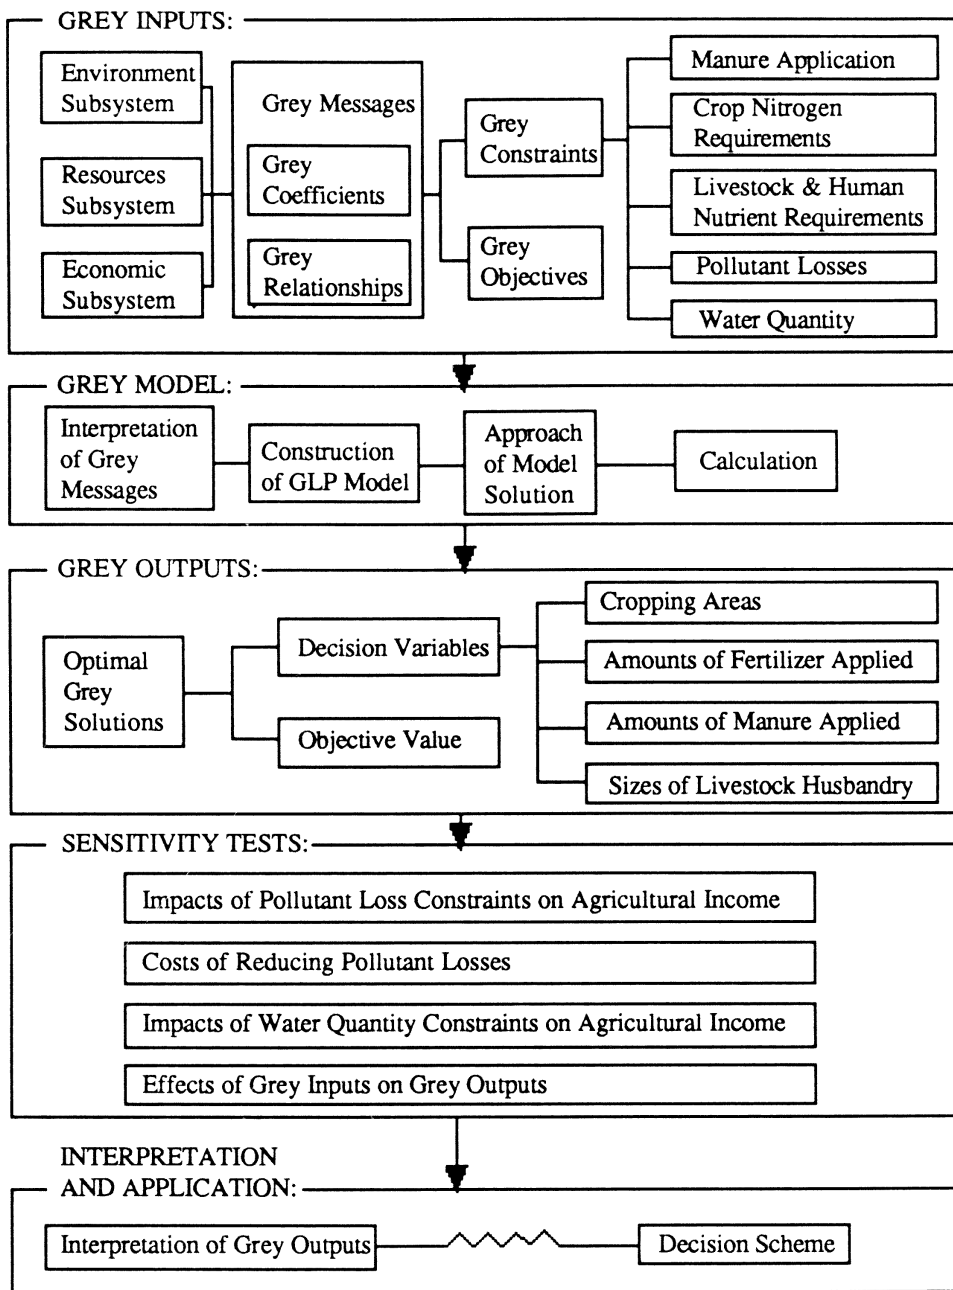 GREY INPUTS:
Environment
Subsystem
Resources
Subsystem
Economic
Subsystem
Grey Messages
Grey
Coefficients
Grey
Relationships
Grey
Constraints
Grey
Objectives
Manure Application
Crop Nitrogen
Requirements
Livestock & Human
Nutrient Requirements
Pollutant Losses
Water Quantity
GREY MODEL:
Interpretation
of Grey
Messages
Construction
of GLP Model
Approach
of Model
Solution
Calculation
GREY OUTPUTS:
Optimal
Grey
Solutions
Decision Variables
Objective Value
Cropping Areas
Amounts of Fertilizer Applied
Amounts of Manure Applied
Sizes of Livestock Husbandry
SENSITIVITY TESTS:
Impacts of Pollutant Loss Constraints on Agricultural Income
Costs of Reducing Pollutant Losses
Impacts of Water Quantity Constraints on Agricultural Income
Effects of Grey Inputs on Grey Outputs
INTERPRETATION
AND APPLICATION:
Interpretation of Grey Outputs
Decision Scheme